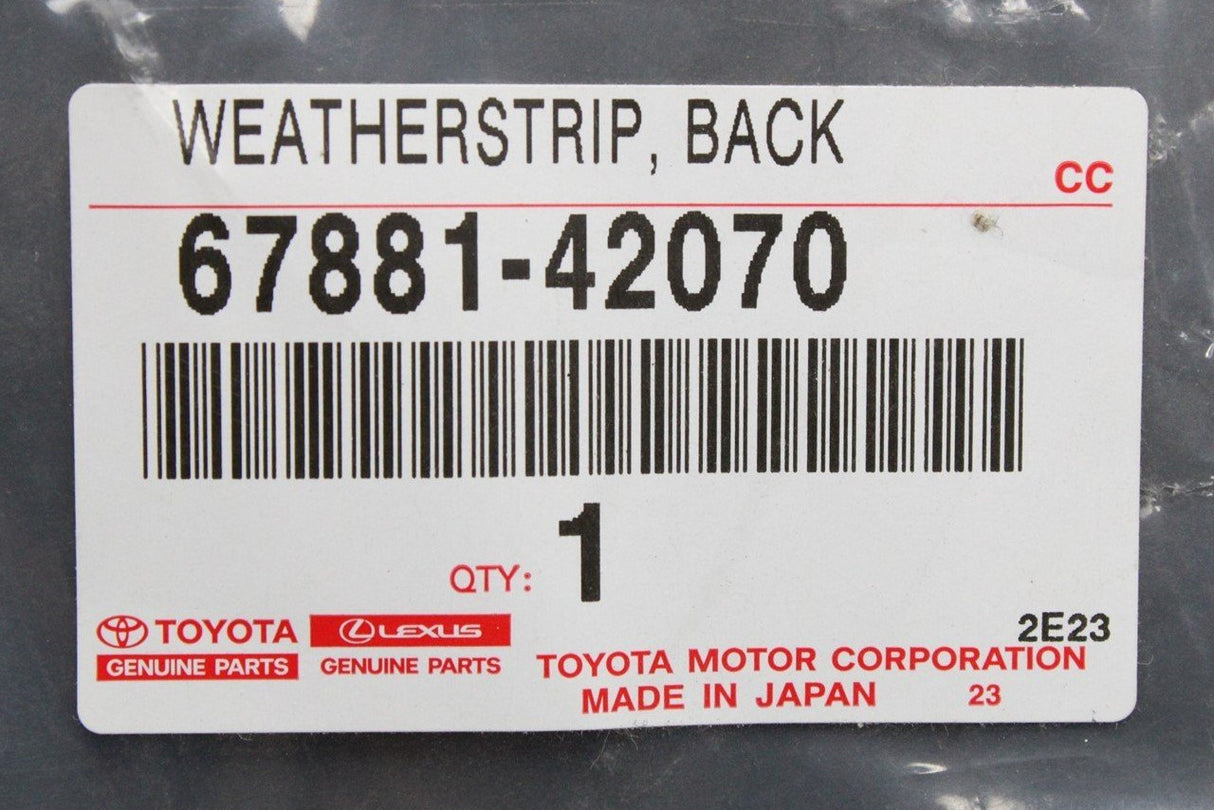 WEATHERSTRIP, BACK
CC
67881-42070
QTY: 1
TOYOTA
GENUINE PARTS
LEXUS
GENUINE PARTS
2E23
TOYOTA MOTOR CORPORATION
MADE IN JAPAN 23